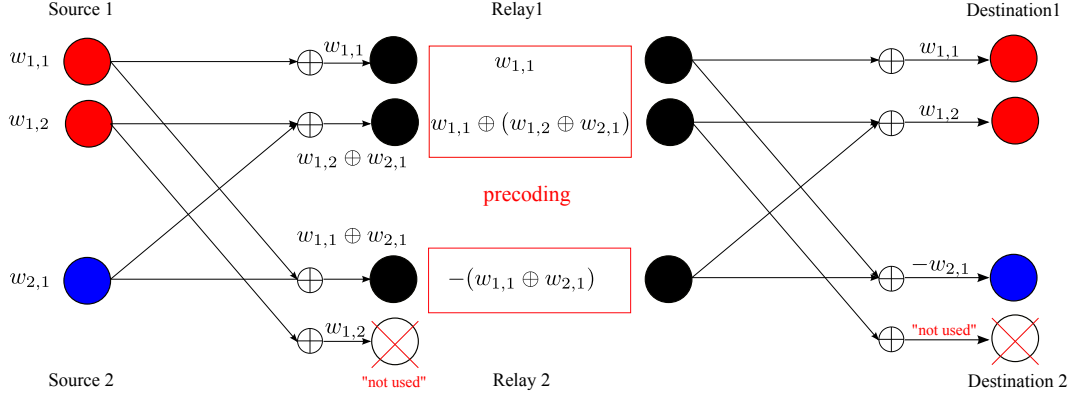 Source 1 Relay1 Destination1
w_{1,1} w_{1,1} w_{1,1} w_{1,1}
w_{1,2} w_{1,1} ⊕ (w_{1,2} ⊕ w_{2,1}) w_{1,2}
w_{1,2} ⊕ w_{2,1}
precoding
w_{1,1} ⊕ w_{2,1}
w_{2,1} −(w_{1,1} ⊕ w_{2,1}) −w_{2,1}
w_{1,2} "not used"
"not used"
Source 2 Relay 2 Destination 2